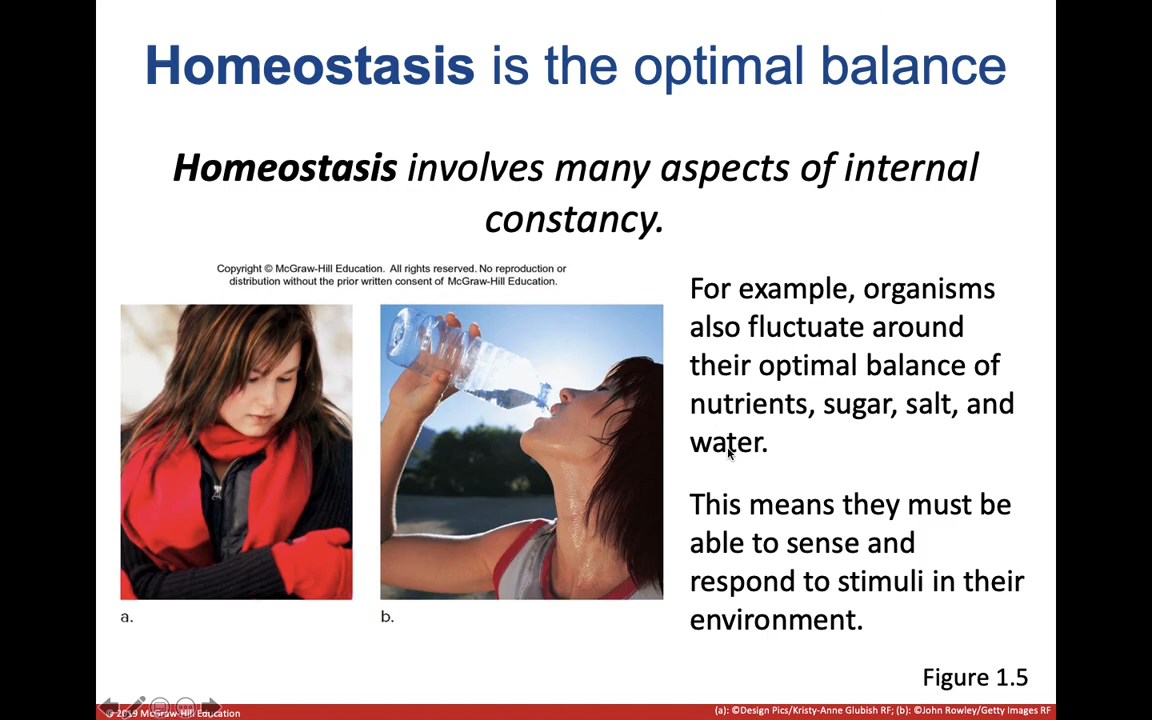 Homeostasis is the optimal balance
Homeostasis involves many aspects of internal
constancy.
Copyright © McGraw-Hill Education. All rights reserved. No reproduction or
distribution without the prior written consent of McGraw-Hill Education.
For example, organisms
also fluctuate around
their optimal balance of
nutrients, sugar, salt, and
water.
This means they must be
able to sense and
respond to stimuli in their
environment.
a.
b.
Figure 1.5
© 2019 McGraw-Hill Education
(a): ©Design Pics/Kristy-Anne Glubish RF; (b): ©John Rowley/Getty Images RF